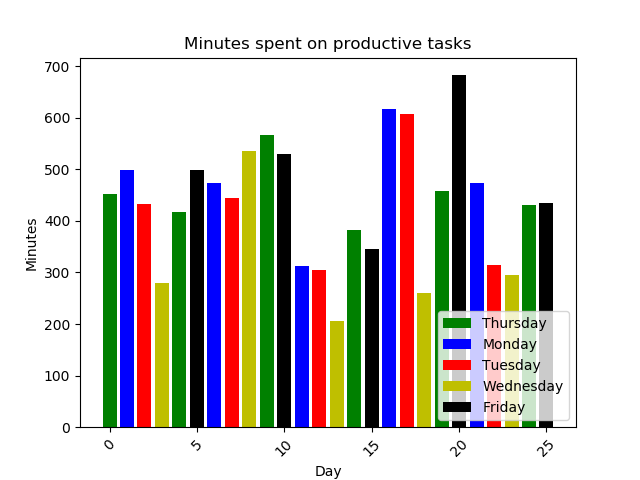 Minutes spent on productive tasks
700
600
500
400
300
200
100
0
Minutes
Thursday
Monday
Tuesday
Wednesday
Friday
0 5 10 15 20 25
Day